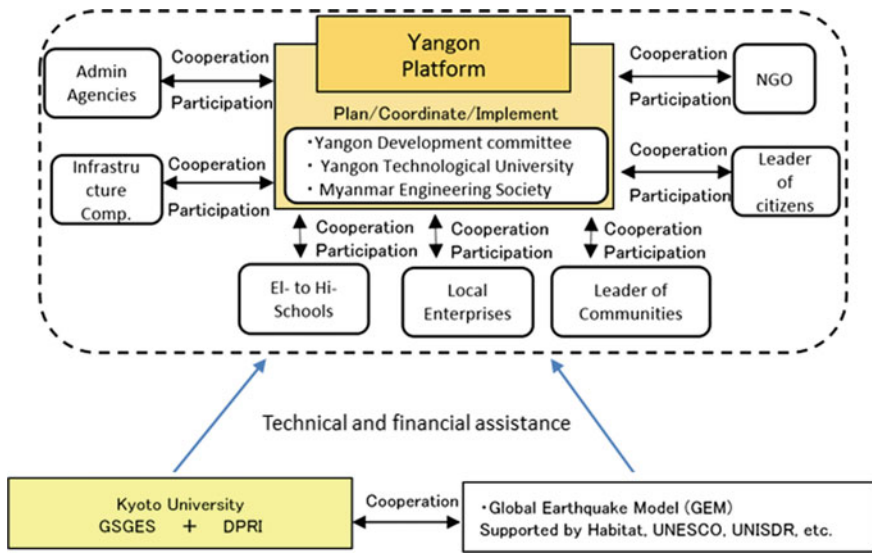 Yangon
Platform
Plan/Coordinate/Implement
・Yangon Development committee
・Yangon Technological University
・Myanmar Engineering Society
Admin
Agencies
Cooperation
Participation
Infrastru
cture
Comp.
Cooperation
Participation
Cooperation
Participation
NGO
Cooperation
Participation
Leader
of
citizens
Cooperation
Participation
El- to Hi-
Schools
Cooperation
Participation
Local
Enterprises
Cooperation
Participation
Leader of
Communities
Technical and financial assistance
Kyoto University
GSGES + DPRI
Cooperation
・Global Earthquake Model (GEM)
Supported by Habitat, UNESCO, UNISDR, etc.